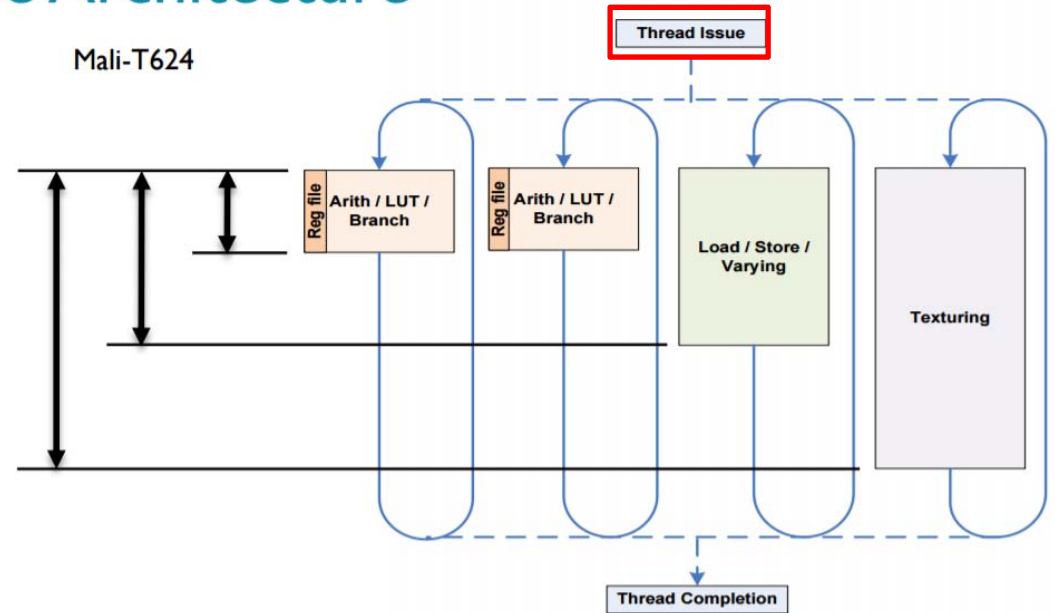 Mali-T624
Thread Issue
Reg file
Arith / LUT /
Branch
Reg file
Arith / LUT /
Branch
Load / Store /
Varying
Texturing
Thread Completion